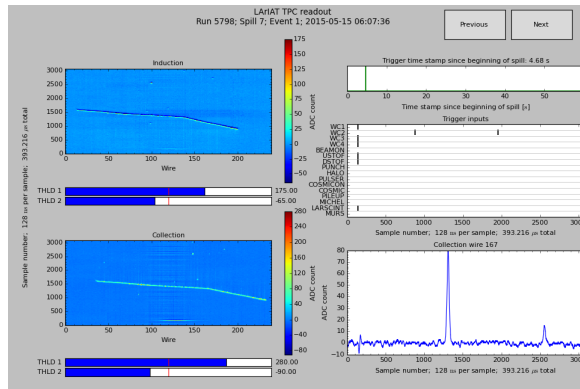 LArIAT TPC readout
Run 5798; Spill 7; Event 1; 2015-05-15 06:07:36
Previous
Next
Induction
3000
2500
2000
1500
1000
500
0
0 50 100 150 200
Wire
175
150
125
100
75
50
25
0
-25
-50
ADC count
THLD 1 175.00
THLD 2 -65.00
Sample number; 128 ns per sample; 393.216 μs total
Collection
3000
2500
2000
1500
1000
500
0
0 50 100 150 200
Wire
280
240
200
160
120
80
40
0
-40
-80
ADC count
THLD 1 280.00
THLD 2 -90.00
Trigger time stamp since beginning of spill: 4.68 s
0 10 20 30 40 50 60
Time stamp since beginning of spill [s]
Trigger inputs
WC1
WC2
WC3
WC4
BEAMON
USTOF
DSTOF
PUNCH
HALO
PULSER
COSMICON
COSMIC
PILEUP
MICHEL
LARSCINT
MURS
0 500 1000 1500 2000 2500 3000
Sample number; 128 ns per sample; 393.216 μs total
Collection wire 167
80
70
60
50
40
30
20
10
0
-10
ADC count
0 500 1000 1500 2000 2500 3000
Sample number; 128 ns per sample; 393.216 μs total